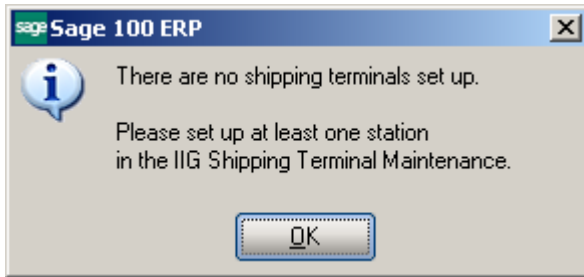 sage Sage 100 ERP
There are no shipping terminals set up.
Please set up at least one station
in the IIG Shipping Terminal Maintenance.
OK